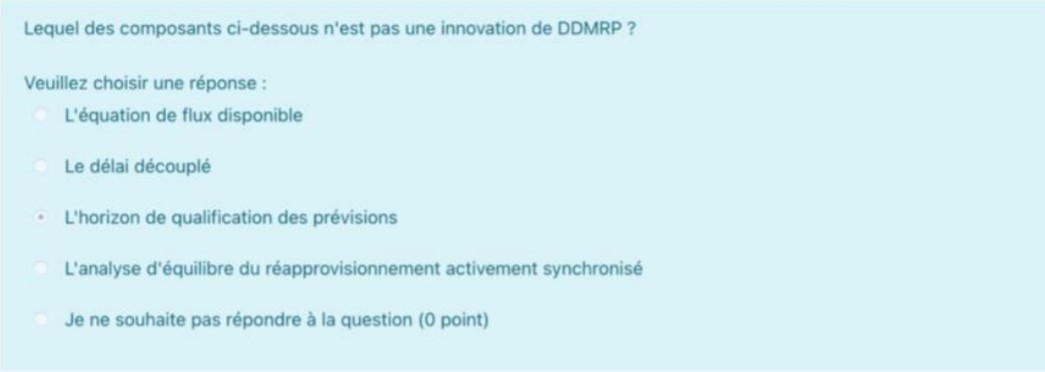 Lequel des composants ci-dessous n'est pas une innovation de DDMRP ?
Veuillez choisir une réponse :
L'équation de flux disponible
Le délai découplé
L'horizon de qualification des prévisions
L'analyse d'équilibre du réapprovisionnement activement synchronisé
Je ne souhaite pas répondre à la question (0 point)